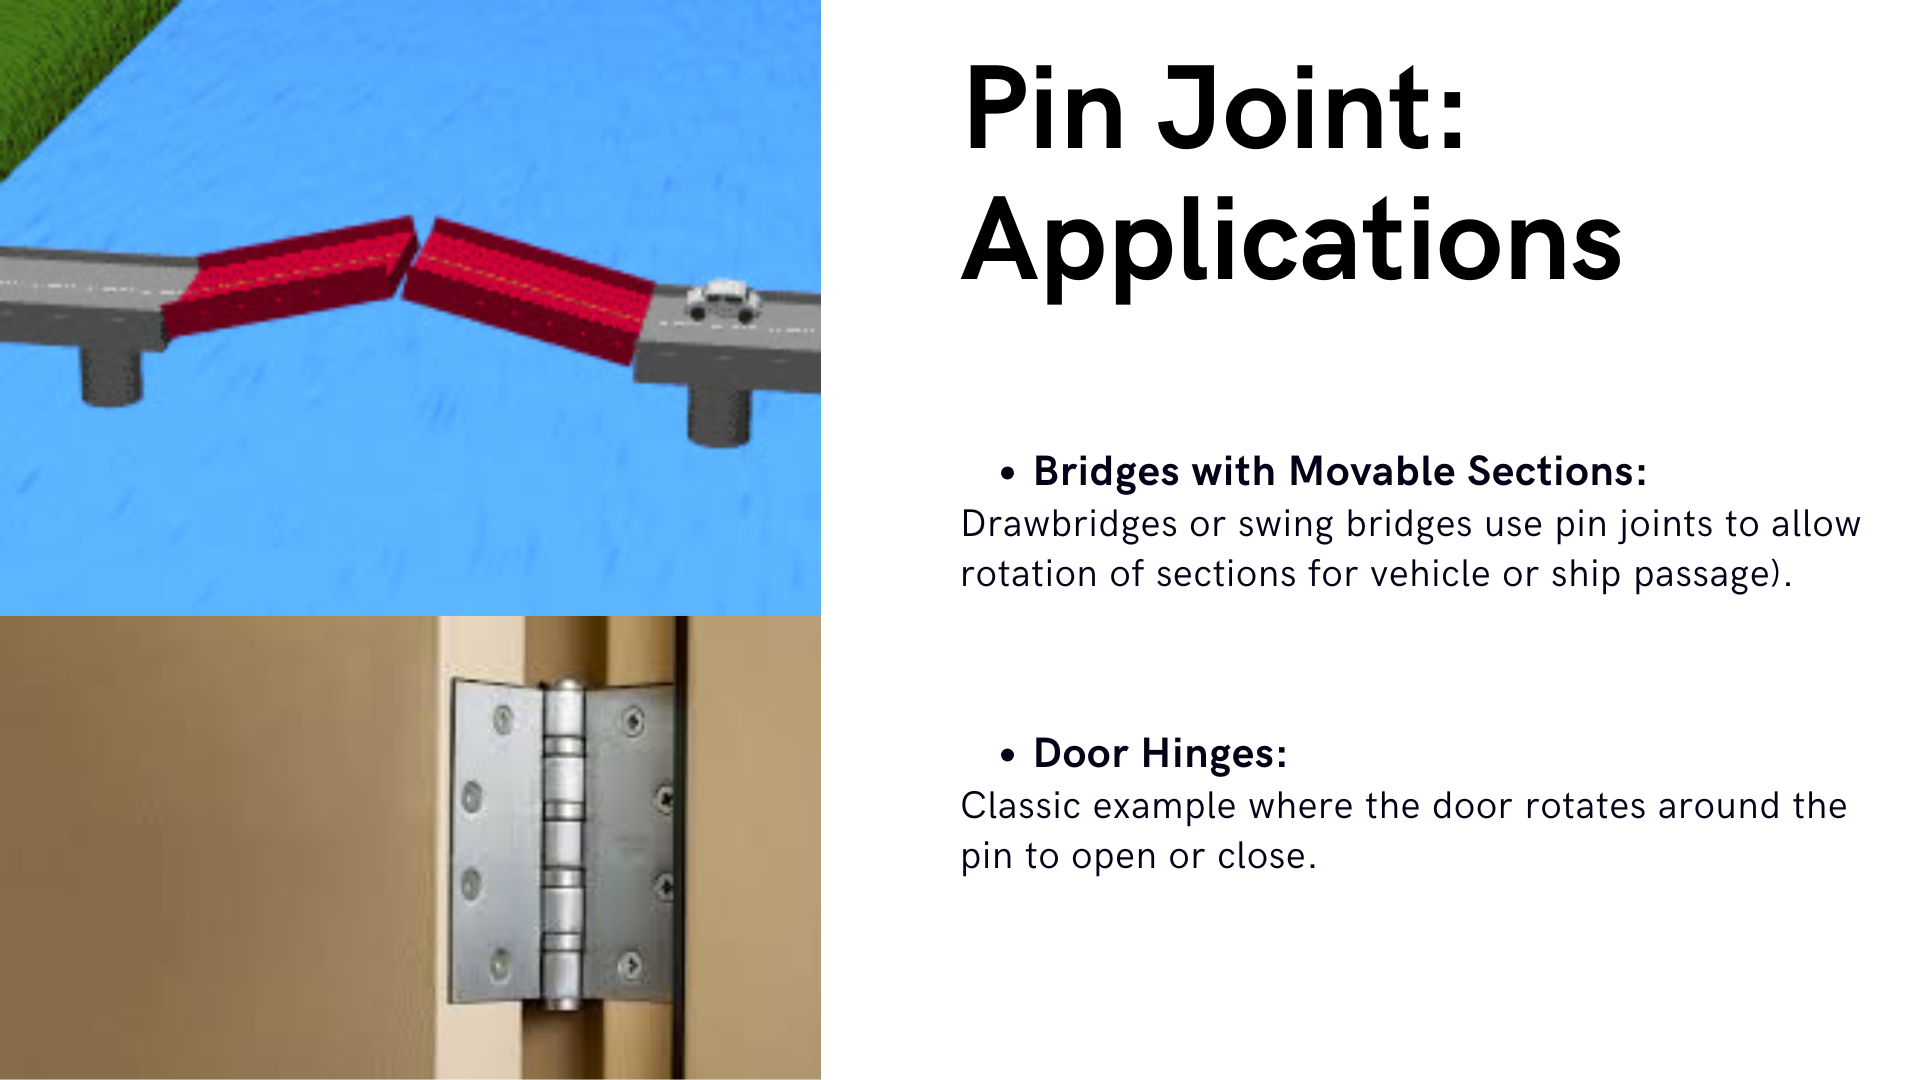 Pin Joint:
Applications
• Bridges with Movable Sections:
Drawbridges or swing bridges use pin joints to allow
rotation of sections for vehicle or ship passage).
• Door Hinges:
Classic example where the door rotates around the
pin to open or close.